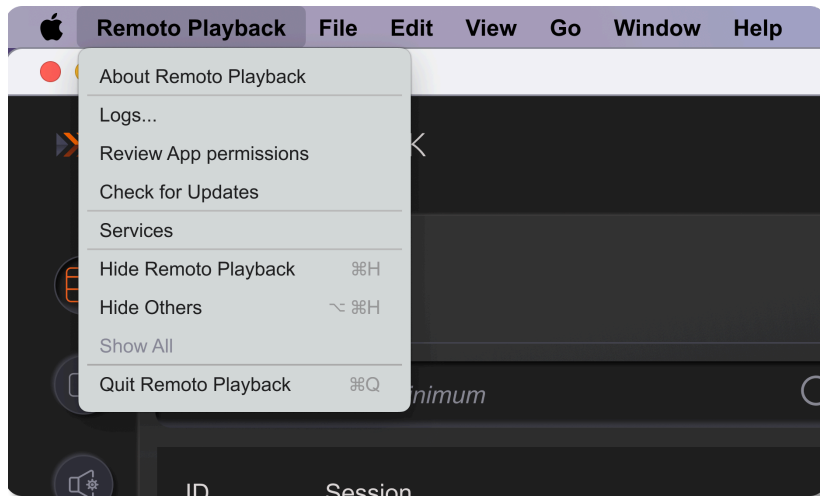 Remoto Playback File Edit View Go Window Help
About Remoto Playback
Logs...
Review App permissions
Check for Updates
Services
Hide Remoto Playback ⌘H
Hide Others ⌥ ⌘H
Show All
Quit Remoto Playback ⌘Q
K
inimum
ID Session